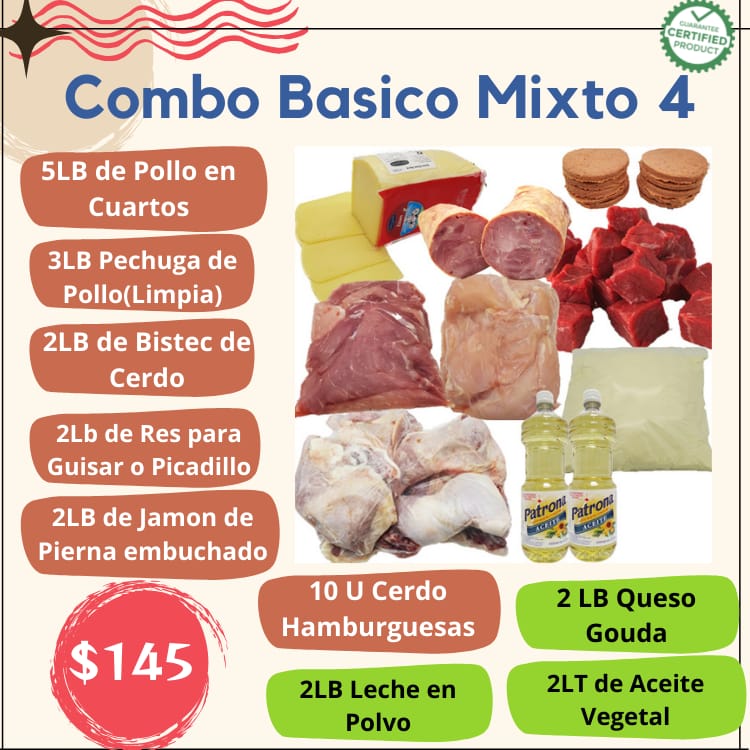 GUARANTEE
CERTIFIED
PRODUCT
Combo Basico Mixto 4
5LB de Pollo en
Cuartos
3LB Pechuga de
Pollo(Limpia)
2LB de Bistec de
Cerdo
2Lb de Res para
Guisar o Picadillo
2LB de Jamon de
Pierna embuchado
Patrona
ACEITE
Patrona
ACEITE
$145
10 U Cerdo
Hamburguesas
2 LB Queso
Gouda
2LB Leche en
Polvo
2LT de Aceite
Vegetal